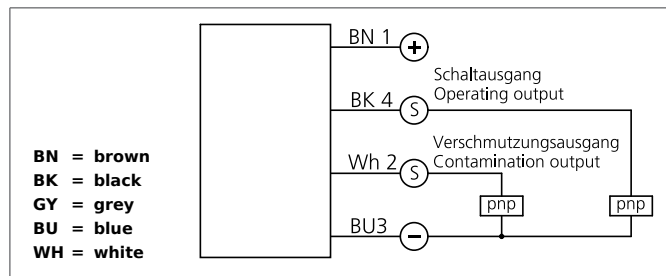 BN 1
Schaltausgang
Operating output
BK 4 S
Verschmutzungsausgang
Contamination output
Wh 2 S
pnp pnp
BU3
BN = brown
BK = black
GY = grey
BU = blue
WH = white